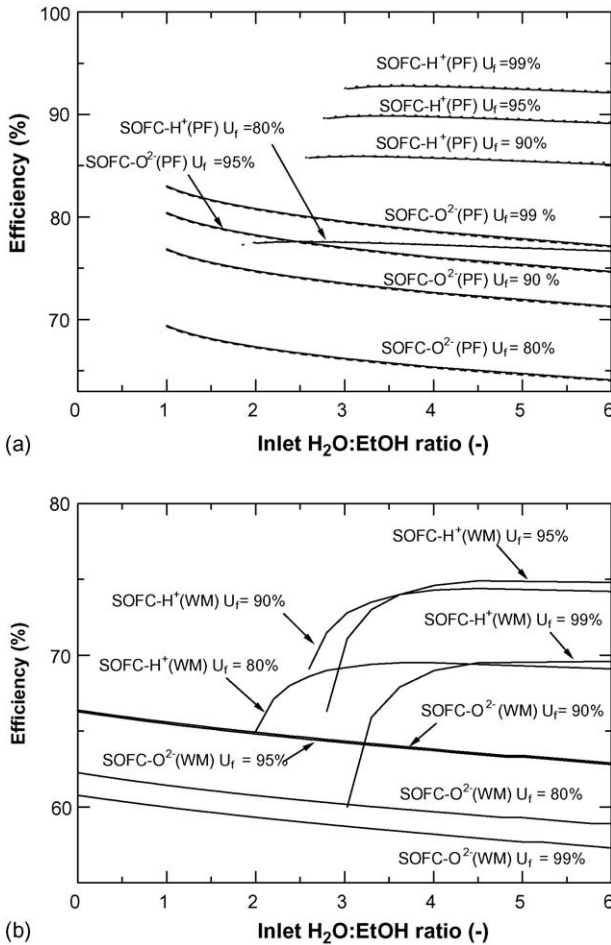 100
SOFC-H⁺(PF) Uf =99%
SOFC-H⁺(PF) Uf =95%
90
SOFC-H⁺(PF) Uf =80%
SOFC-H⁺(PF) Uf = 90%
SOFC-O²⁻(PF) Uf = 95%
Efficiency (%)
80
SOFC-O²⁻(PF) Uf =99 %
SOFC-O²⁻(PF) Uf = 90 %
70
SOFC-O²⁻(PF) Uf = 80%
0 1 2 3 4 5 6
(a)
Inlet H₂O:EtOH ratio (-)
80
SOFC-H⁺(WM) Uf = 95%
SOFC-H⁺(WM) Uf = 90%
SOFC-H⁺(WM) Uf = 99%
Efficiency (%)
70
SOFC-H⁺(WM) Uf = 80%
SOFC-O²⁻(WM) Uf = 90%
SOFC-O²⁻(WM) Uf = 95%
60
SOFC-O²⁻(WM) Uf = 80%
SOFC-O²⁻(WM) Uf = 99%
0 1 2 3 4 5 6
(b)
Inlet H₂O:EtOH ratio (-)